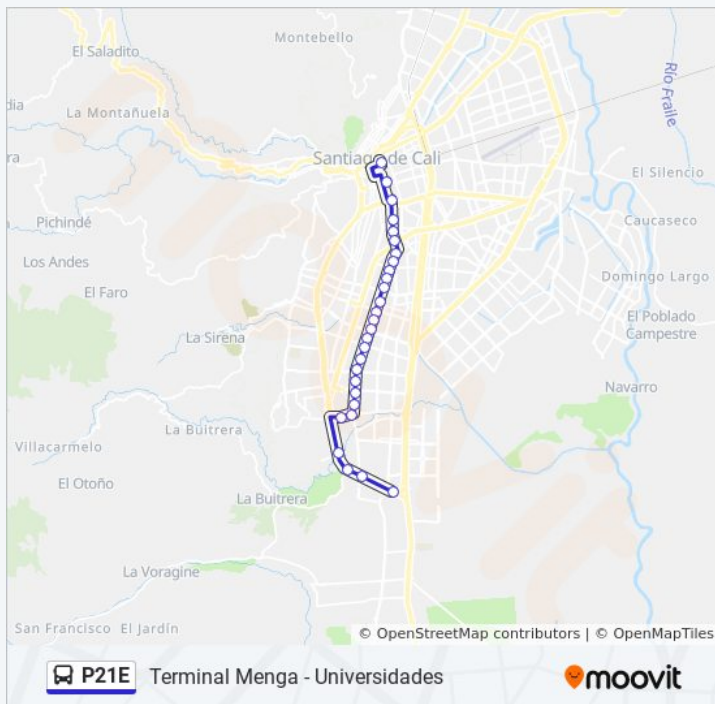 Montebello
El Saladito
Río Fraile
dia
La Montañuela
ra
Santiago de Cali
El Silencio
Pichindé
Caucaseco
Los Andes
Domingo Largo
El Faro
El Poblado
Campestre
La Sirena
Navarro
La Buitrera
Villacarmelo
El Otoño
La Buitrera
La Voragine
San Francisco
El Jardín
© OpenStreetMap contributors | © OpenMapTiles
P21E Terminal Menga - Universidades
moovit